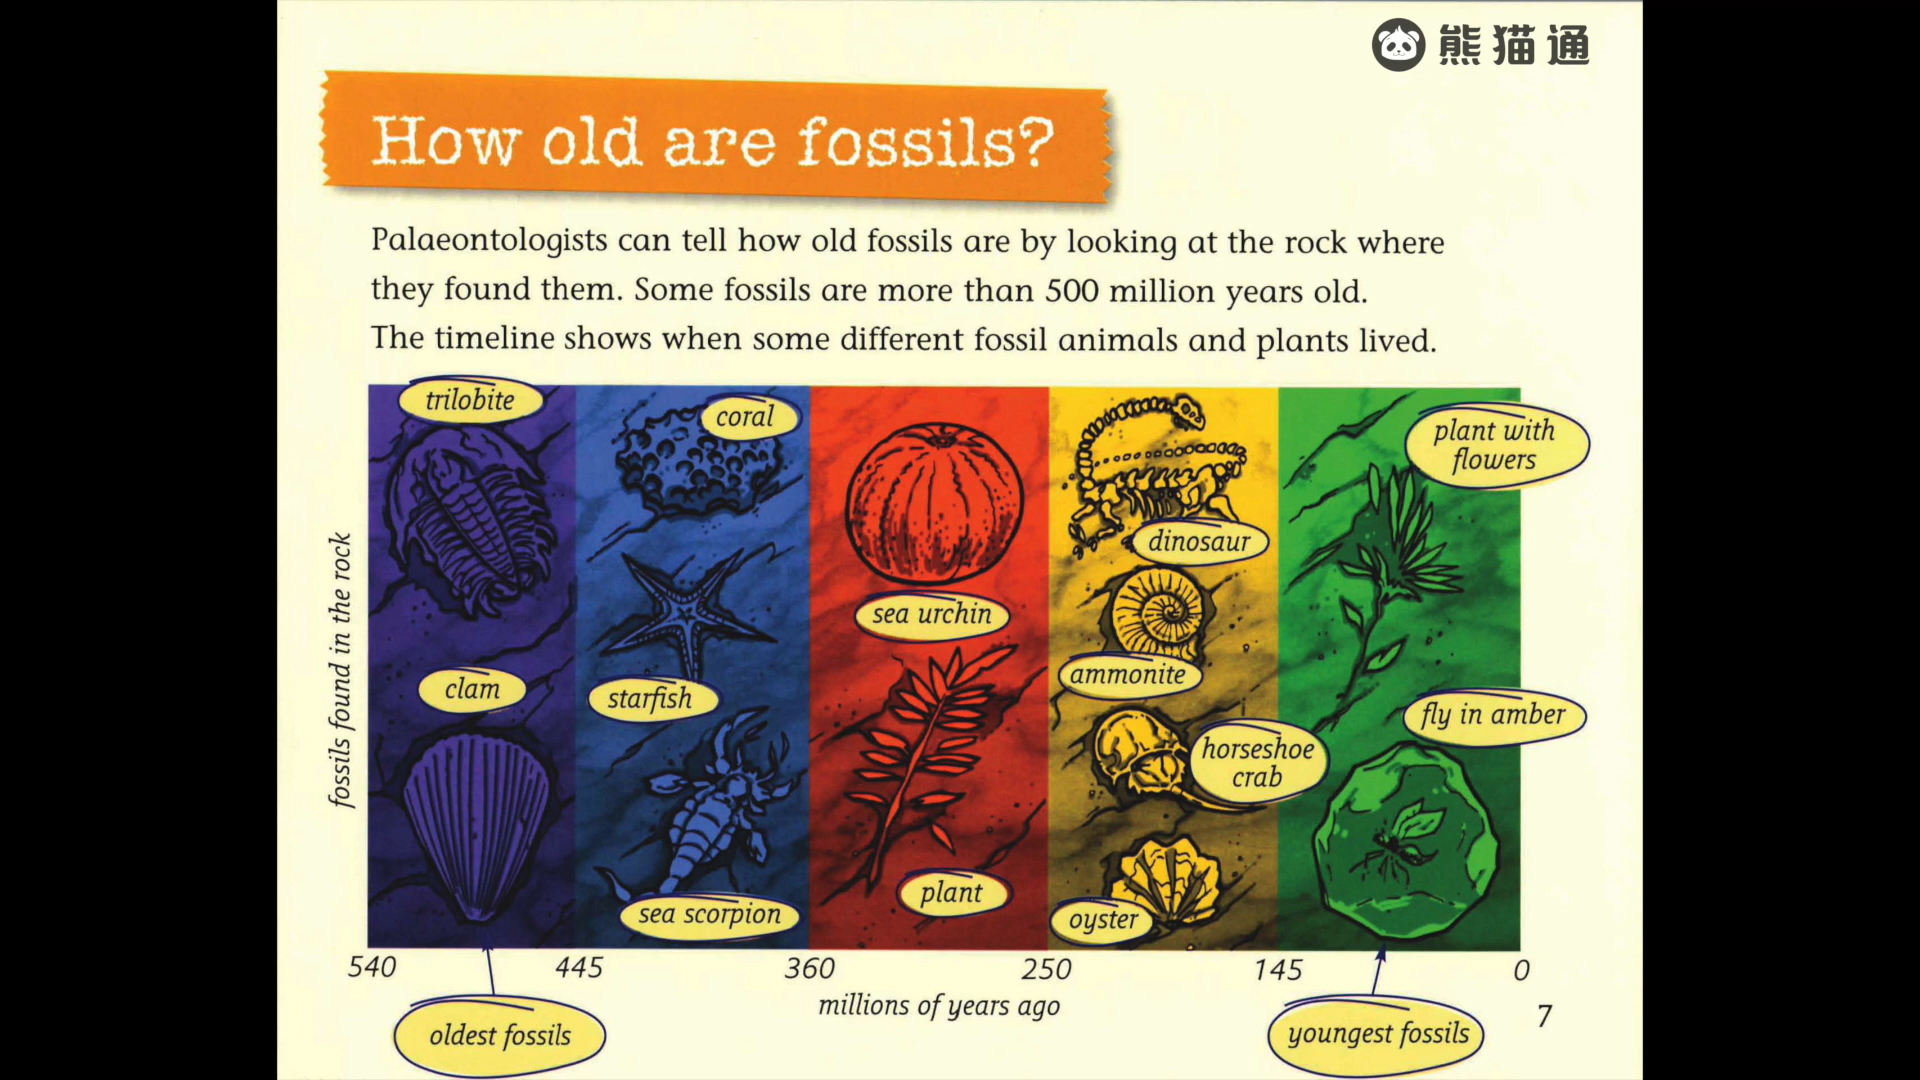 熊猫通
How old are fossils?
Palaeontologists can tell how old fossils are by looking at the rock where
they found them. Some fossils are more than 500 million years old.
The timeline shows when some different fossil animals and plants lived.
fossils found in the rock
trilobite
clam
coral
starfish
sea scorpion
sea urchin
plant
dinosaur
ammonite
horseshoe
crab
oyster
plant with
flowers
fly in amber
540
445
360
250
145
0
millions of years ago
oldest fossils
youngest fossils
7